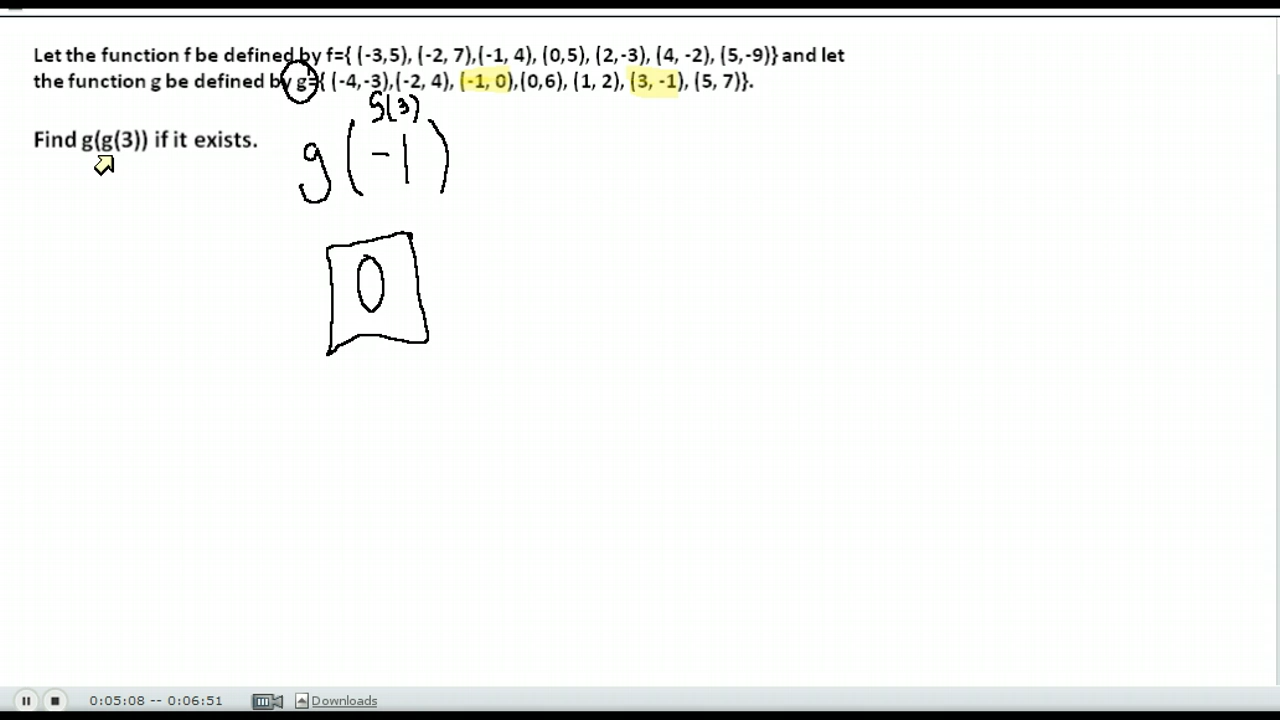 Let the function f be defined by f={ (-3,5), (-2, 7),(-1, 4), (0,5), (2,-3), (4, -2), (5,-9)} and let
the function g be defined by g={ (-4,-3),(-2, 4), (-1, 0),(0,6), (1, 2), (3, -1), (5, 7)}.
g(3)
Find g(g(3)) if it exists.
g(-1)
0
0:05:08 -- 0:06:51 Downloads